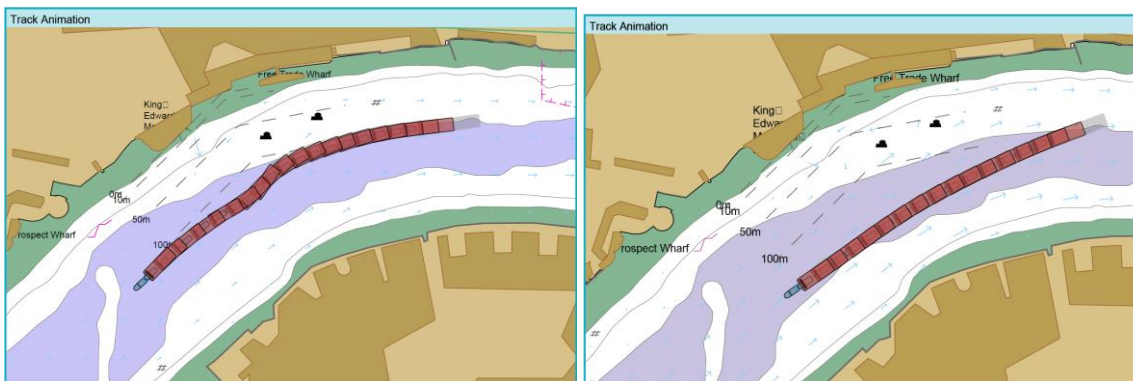 Track Animation
Free Trade Wharf
King
Edward
M
0m
10m
50m
rospect Wharf
100m
Track Animation
Free Trade Wharf
King
Edward
M
0m
10m
50m
rospect Wharf
100m